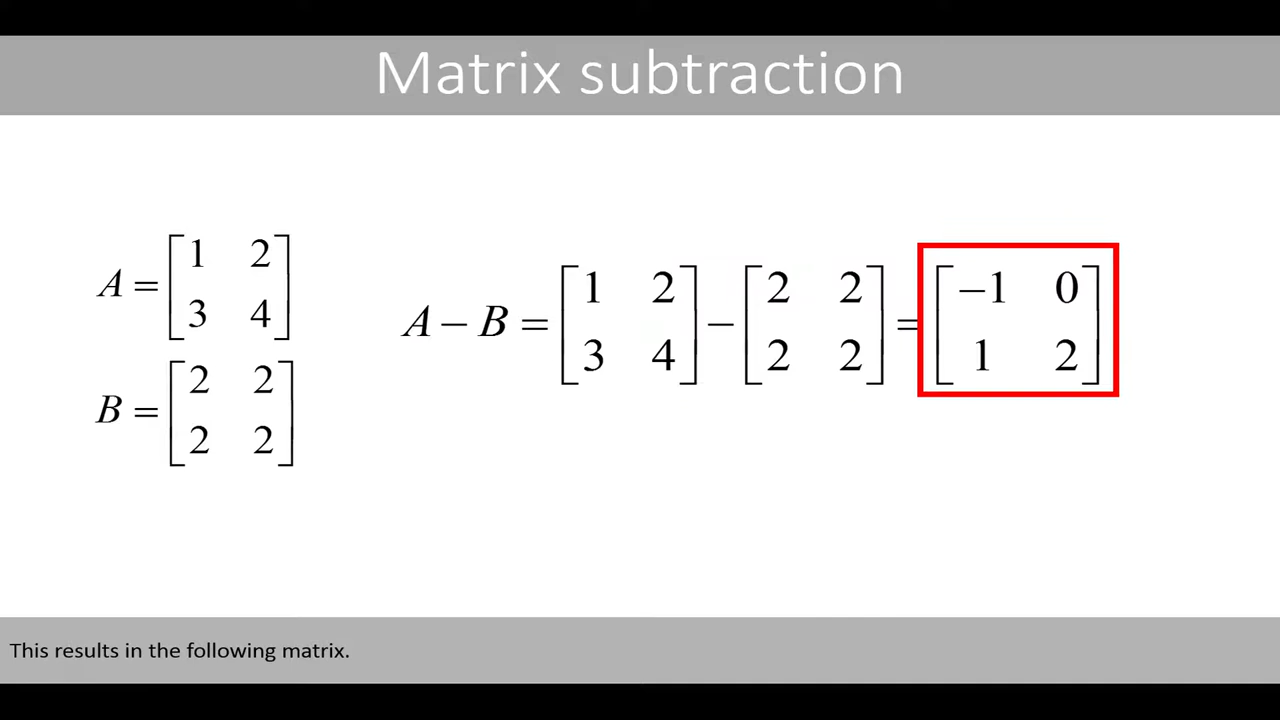 Matrix subtraction
A = [1 2
3 4]
B = [2 2
2 2]
A − B = [1 2
3 4] − [2 2
2 2] = [−1 0
1 2]
This results in the following matrix.